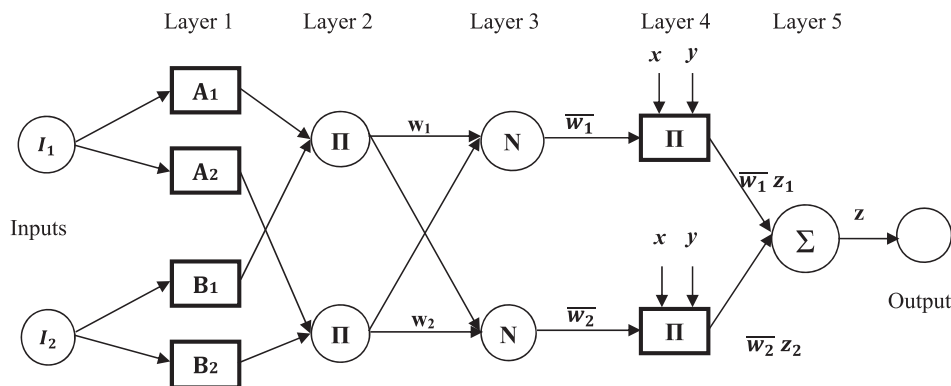 Layer 1 Layer 2 Layer 3 Layer 4 Layer 5
x y
A1
I1 Π w1 N w̅1̅ Π
A2
w̅1̅ z1
Inputs
x y
Σ z
B1
Output
I2 Π w2 N w̅2̅ Π
B2
w̅2̅ z2